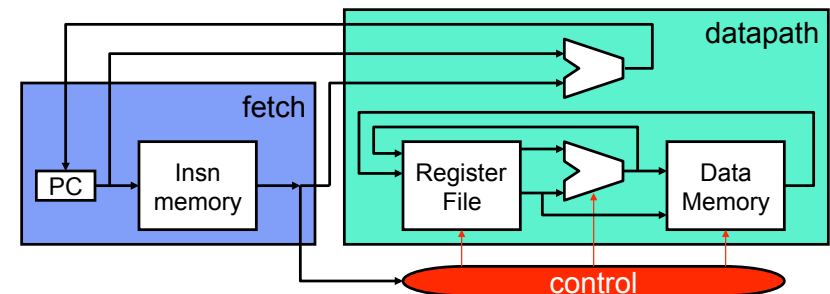 datapath
fetch
PC
Insn
memory
Register
File
Data
Memory
control